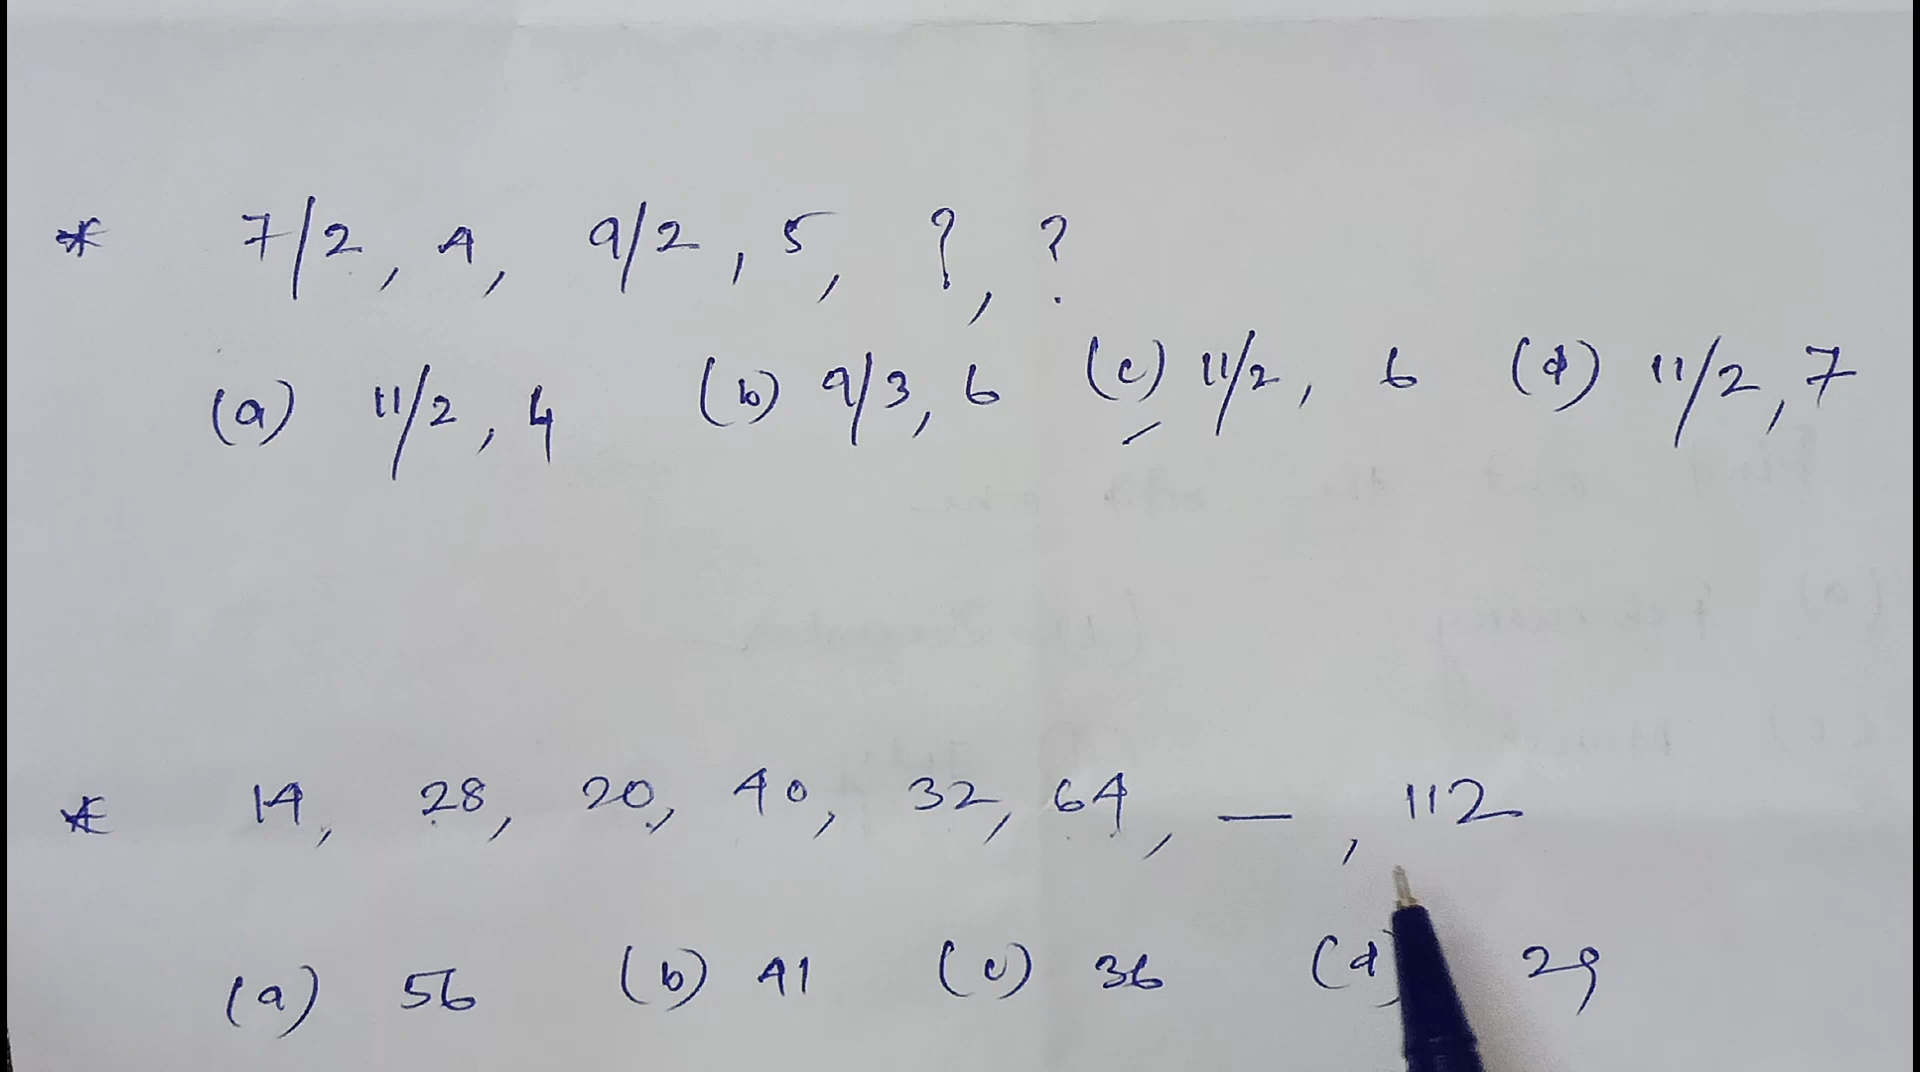 * 7/2, 4, 9/2, 5, ?, ?
(a) 11/2, 4 (b) 9/3, 6 (c) 11/2, 6 (d) 11/2, 7
* 14, 28, 20, 40, 32, 64, —, 112
(a) 56 (b) 41 (c) 36 (d) 29